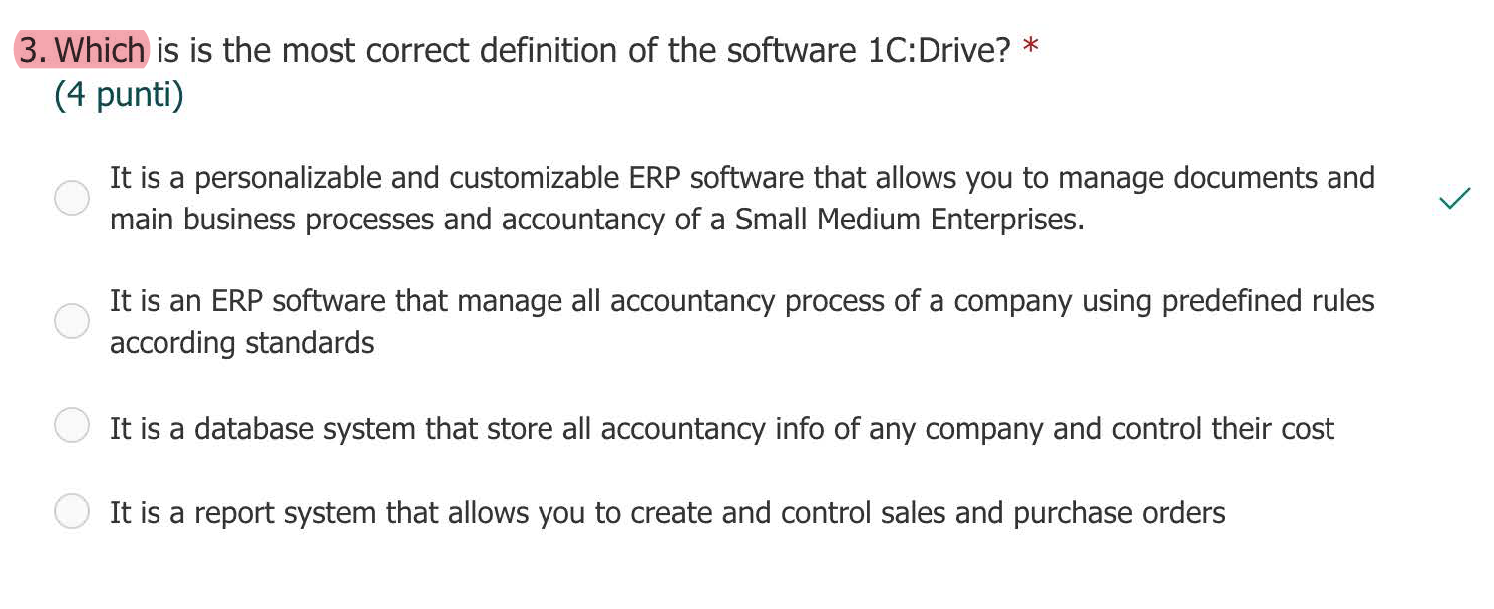 3. Which is is the most correct definition of the software 1C:Drive? *
(4 punti)
It is a personalizable and customizable ERP software that allows you to manage documents and
main business processes and accountancy of a Small Medium Enterprises.
It is an ERP software that manage all accountancy process of a company using predefined rules
according standards
It is a database system that store all accountancy info of any company and control their cost
It is a report system that allows you to create and control sales and purchase orders